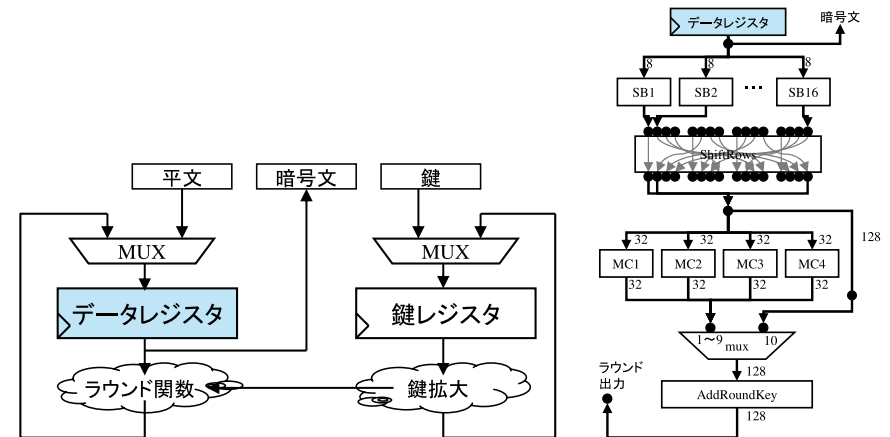 平文
暗号文
鍵
MUX
MUX
データレジスタ
鍵レジスタ
ラウンド関数
鍵拡大
データレジスタ
暗号文
8
8
8
SB1
SB2
…
SB16
ShiftRows
128
32
32
32
32
MC1
MC2
MC3
MC4
32
32
32
32
1～9
mux
10
128
ラウンド
出力
AddRoundKey
128